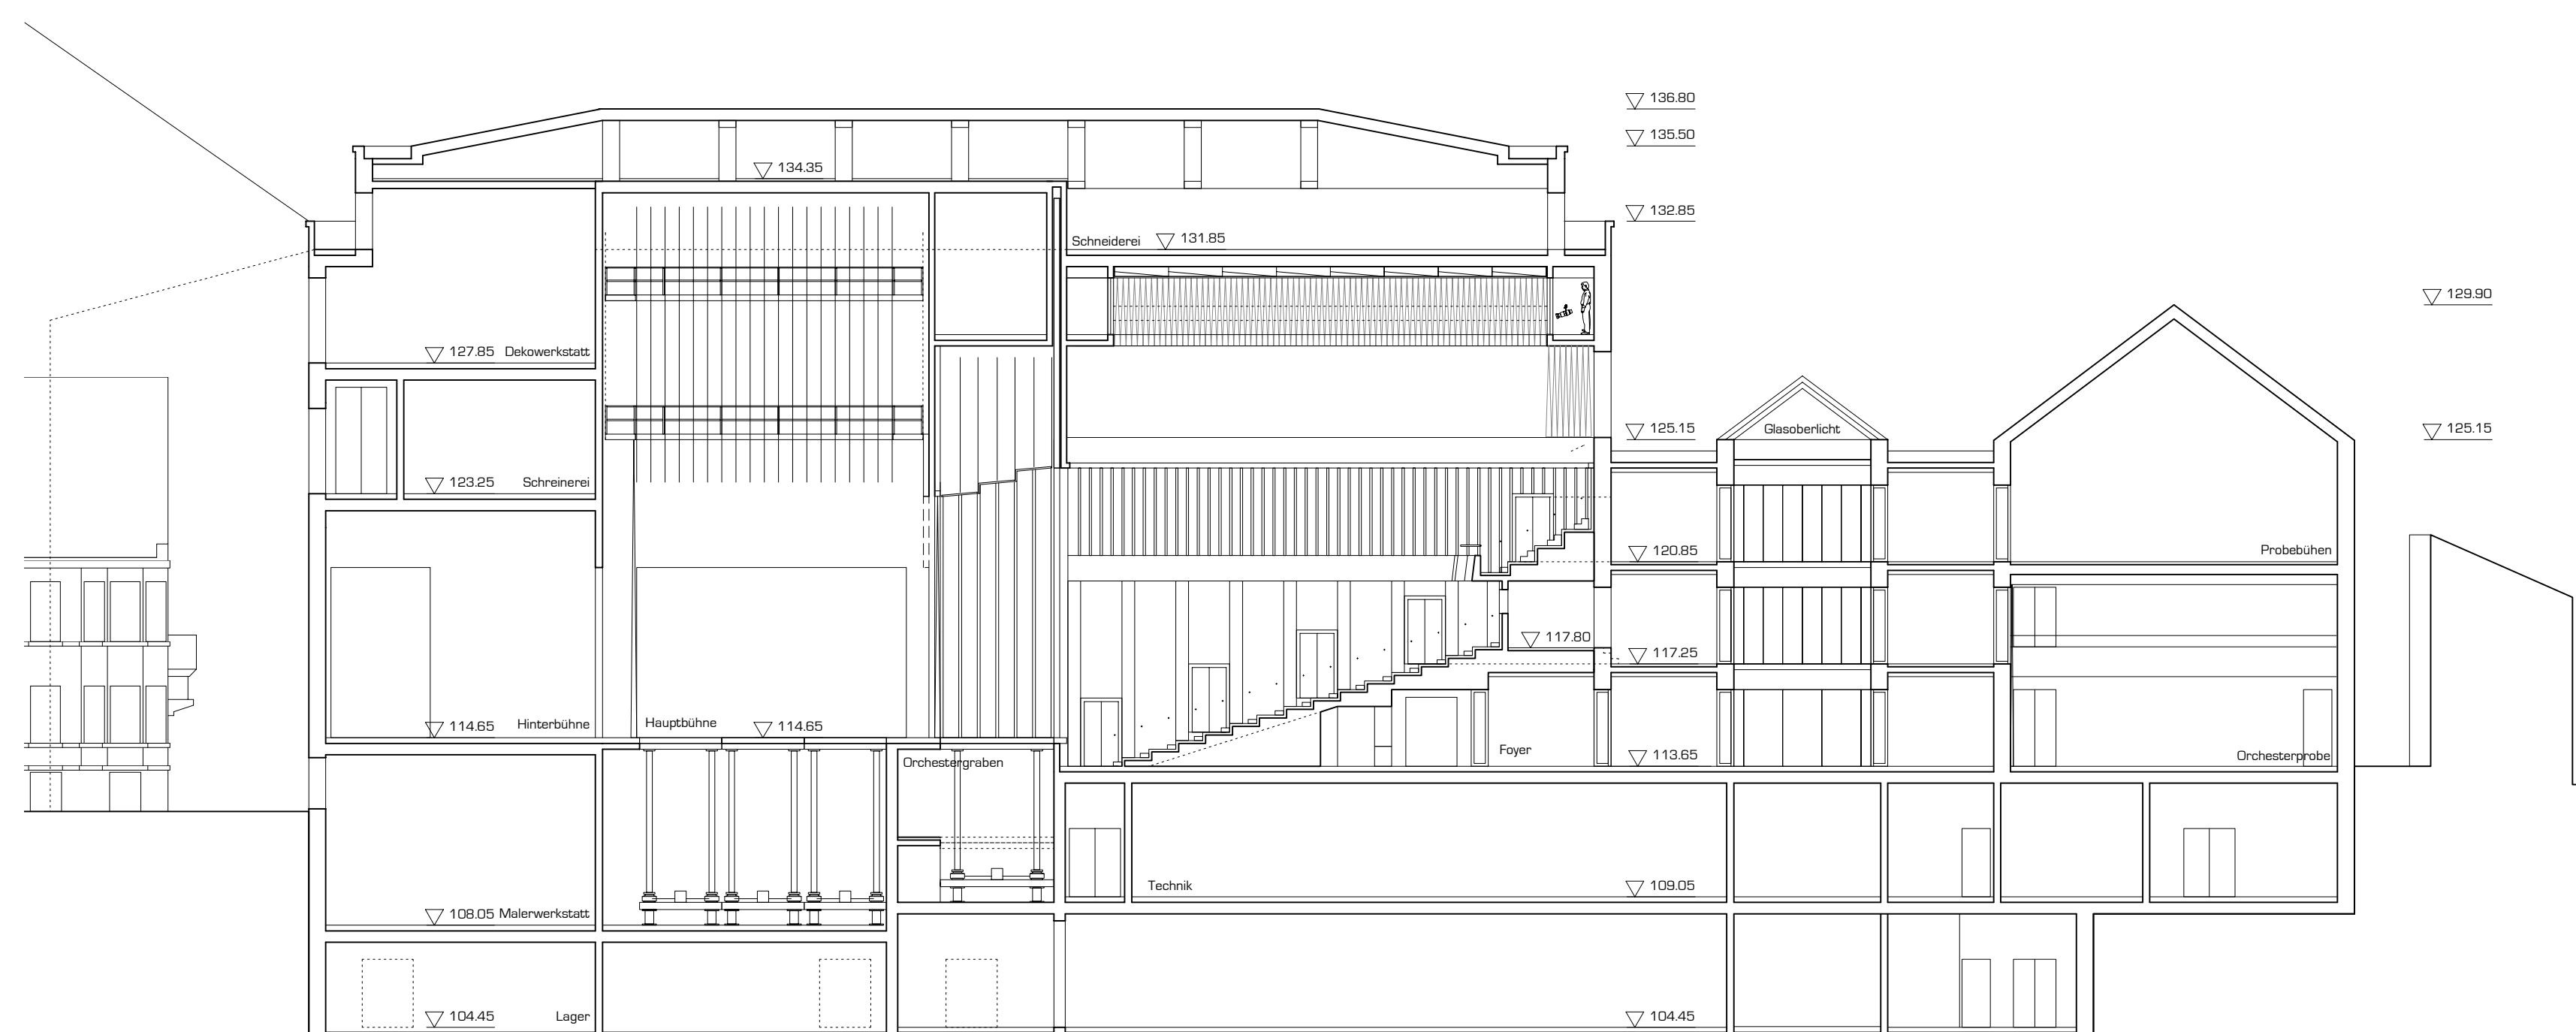 136.80
135.50
134.35
132.85
Schneiderei 131.85
129.90
127.85 Dekowerkstatt
125.15
Glasoberlicht
125.15
123.25 Schreinerei
120.85
Probebühen
117.80
117.25
114.65 Hinterbühne
Hauptbühne 114.65
Foyer
113.65
Orchesterprobe
Orchestergraben
Technik
109.05
108.05 Malerwerkstatt
104.45 Lager
104.45